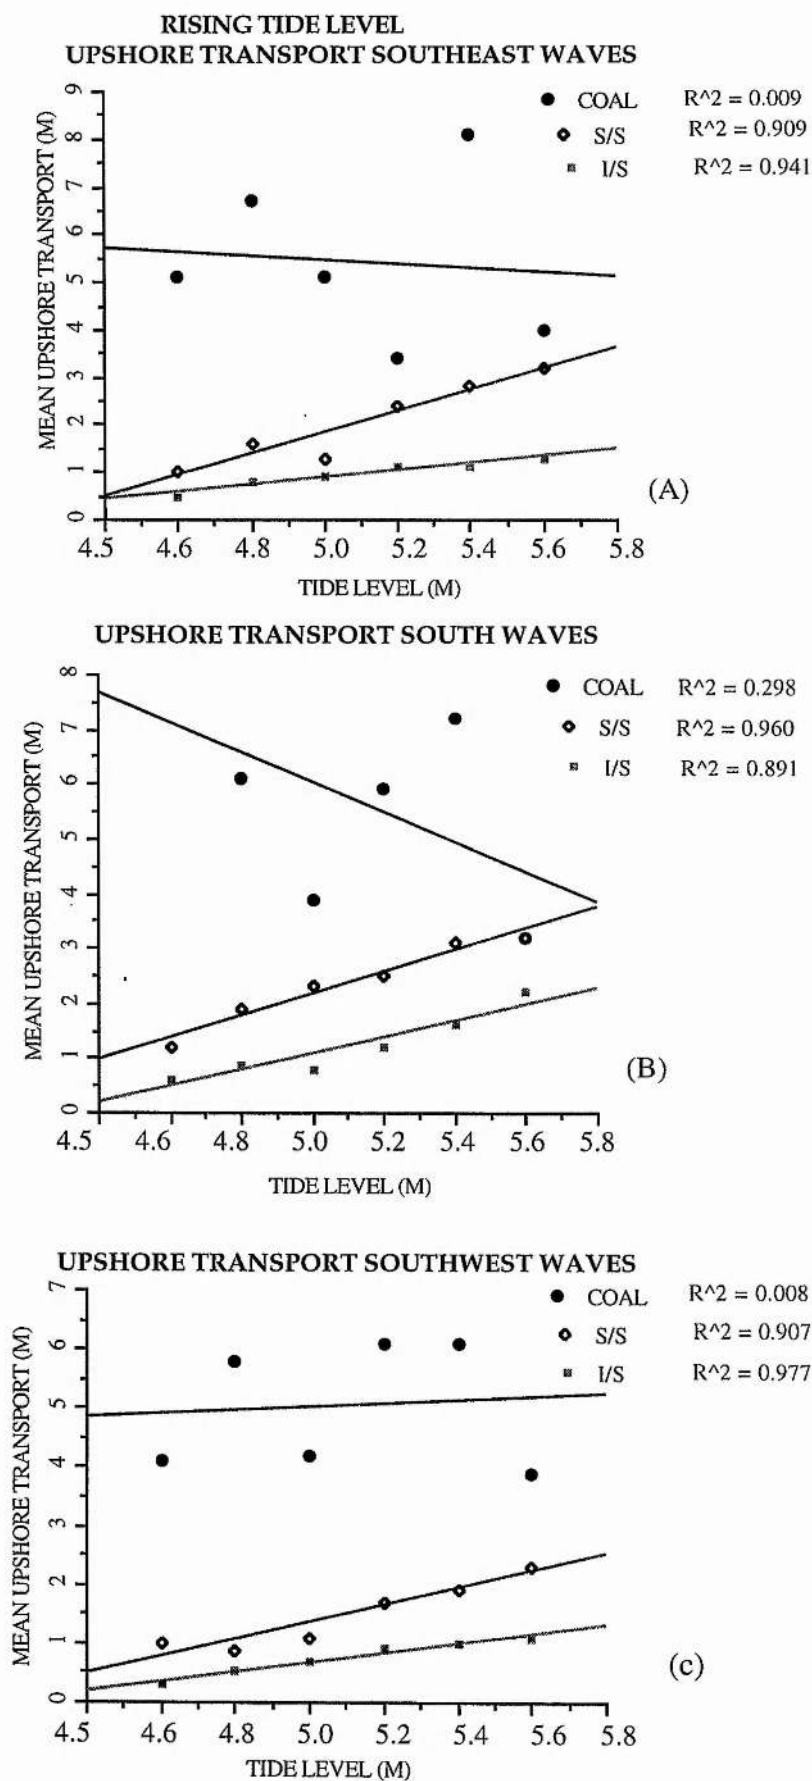 RISING TIDE LEVEL
UPSHORE TRANSPORT SOUTHEAST WAVES
COAL R^2 = 0.009
S/S R^2 = 0.909
I/S R^2 = 0.941
MEAN UPSHORE TRANSPORT (M)
9
8
7
6
5
4
3
2
1
0
4.5 4.6 4.8 5.0 5.2 5.4 5.6 5.8
TIDE LEVEL (M)
(A)
UPSHORE TRANSPORT SOUTH WAVES
COAL R^2 = 0.298
S/S R^2 = 0.960
I/S R^2 = 0.891
MEAN UPSHORE TRANSPORT (M)
8
7
6
5
4
3
2
1
0
4.5 4.6 4.8 5.0 5.2 5.4 5.6 5.8
TIDE LEVEL (M)
(B)
UPSHORE TRANSPORT SOUTHWEST WAVES
COAL R^2 = 0.008
S/S R^2 = 0.907
I/S R^2 = 0.977
MEAN UPSHORE TRANSPORT (M)
7
6
5
4
3
2
1
0
4.5 4.6 4.8 5.0 5.2 5.4 5.6 5.8
TIDE LEVEL (M)
(c)